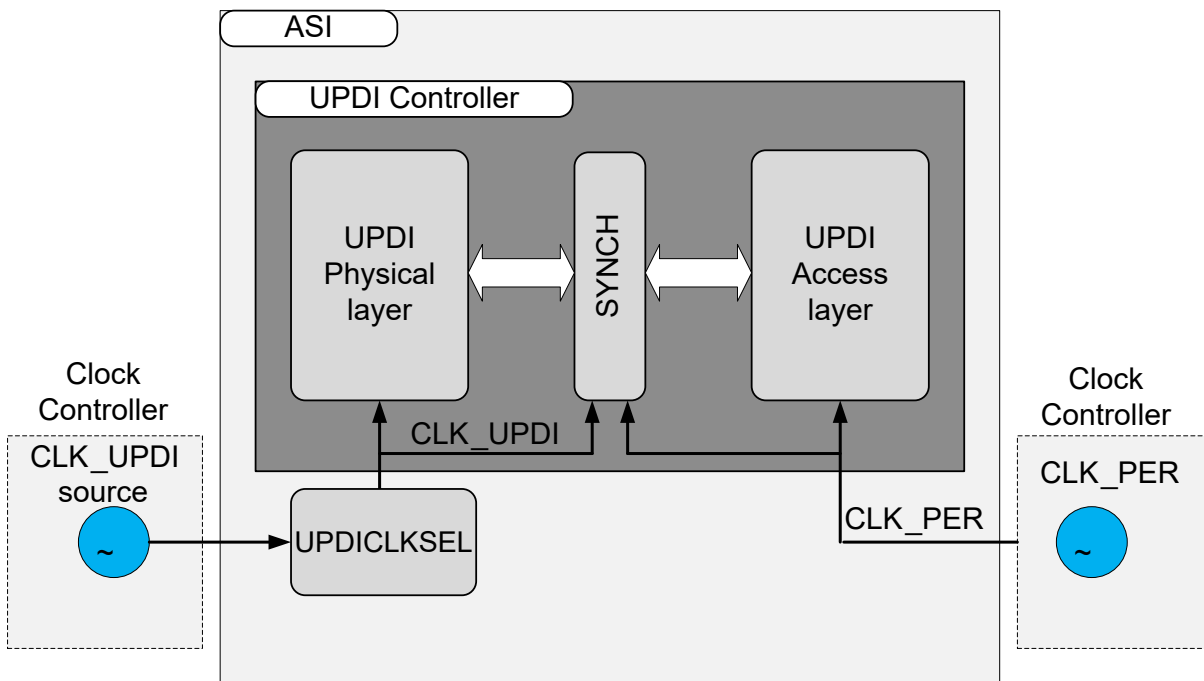 ASI
UPDI Controller
UPDI
Physical
layer
SYNCH
UPDI
Access
layer
Clock
Controller
CLK_UPDI
source
~
CLK_UPDI
UPDICLKSEL
CLK_PER
Clock
Controller
CLK_PER
~